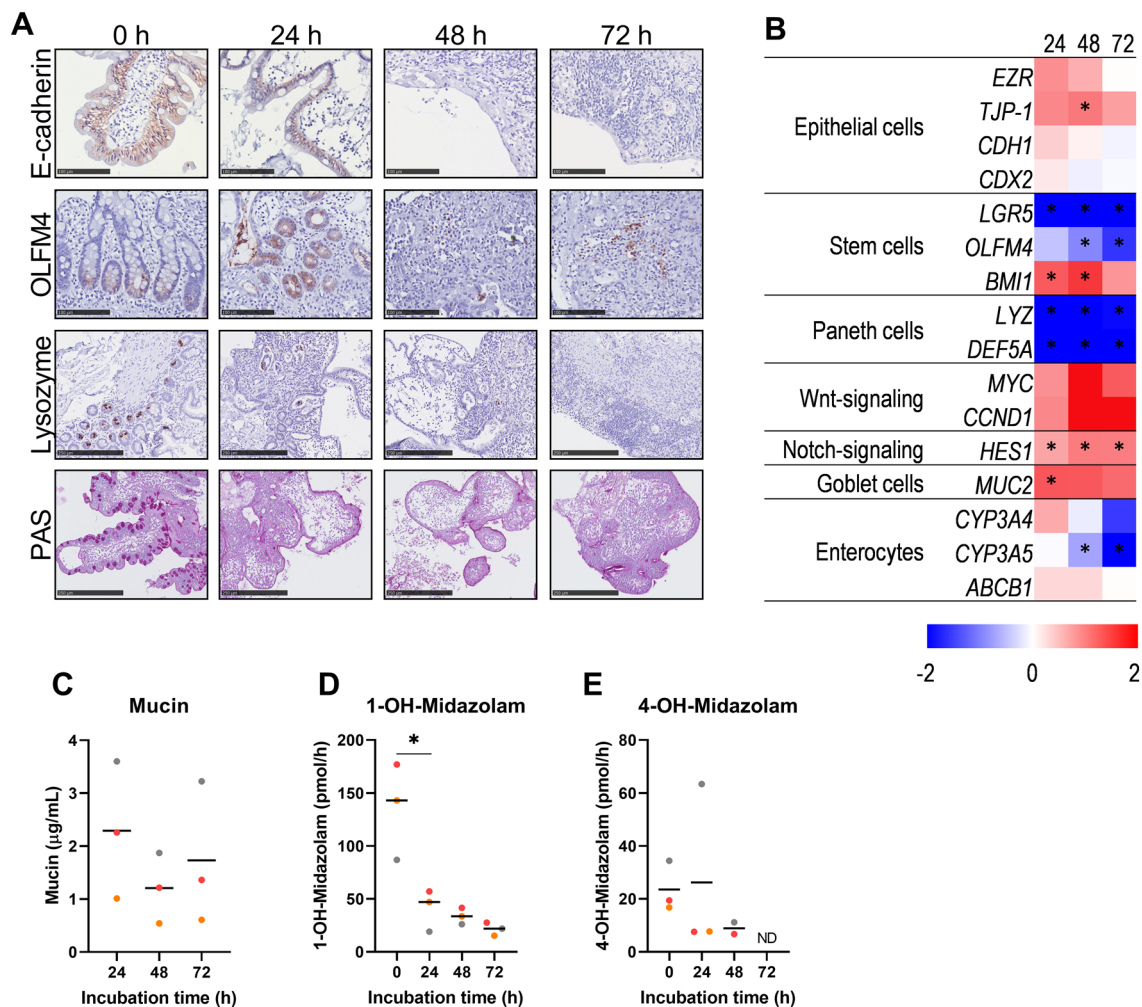 A
0 h 24 h 48 h 72 h
E-cadherin
OLFM4
Lysozyme
PAS
B
24 48 72
Epithelial cells
EZR
TJP-1 *
CDH1
CDX2
Stem cells
LGR5 * * *
OLFM4 * *
BMI1 * *
Paneth cells
LYZ * * *
DEF5A * * *
Wnt-signaling
MYC
CCND1
Notch-signaling
HES1 * * *
Goblet cells
MUC2 *
Enterocytes
CYP3A4
CYP3A5 * *
ABCB1
-2 0 2
C
Mucin
Mucin (µg/mL)
4
3
2
1
0
24 48 72
Incubation time (h)
D
1-OH-Midazolam
1-OH-Midazolam (pmol/h)
200
150
100
50
0
*
0 24 48 72
Incubation time (h)
E
4-OH-Midazolam
4-OH-Midazolam (pmol/h)
80
60
40
20
0
ND
0 24 48 72
Incubation time (h)